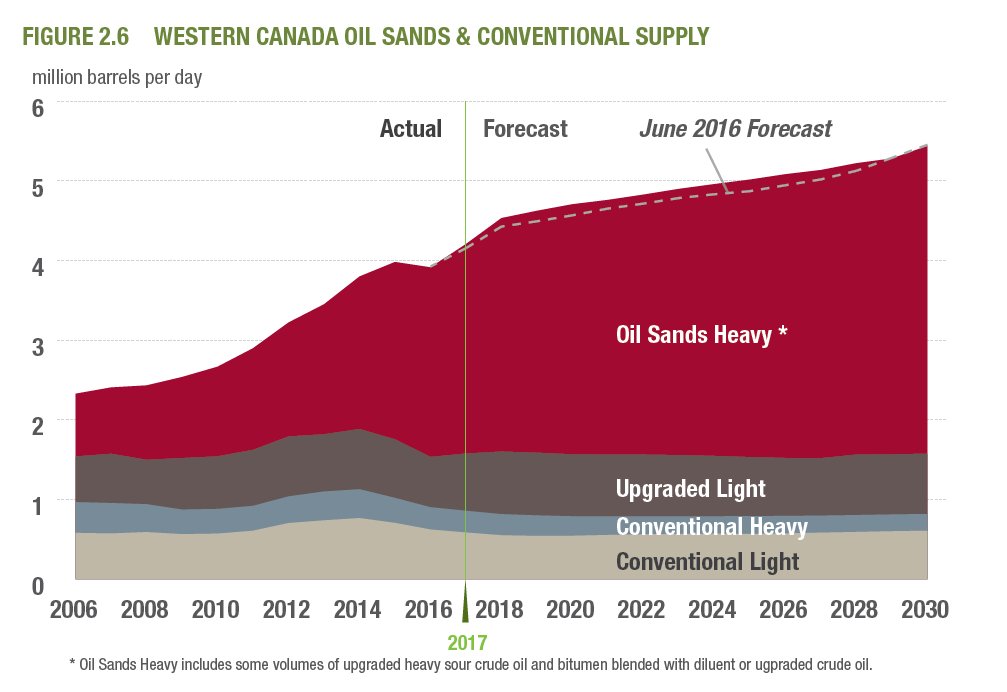 FIGURE 2.6 WESTERN CANADA OIL SANDS & CONVENTIONAL SUPPLY
million barrels per day
6
Actual Forecast June 2016 Forecast
5
4
3
Oil Sands Heavy *
2
Upgraded Light
1
Conventional Heavy
Conventional Light
0
2006 2008 2010 2012 2014 2016 2018 2020 2022 2024 2026 2028 2030
2017
* Oil Sands Heavy includes some volumes of upgraded heavy sour crude oil and bitumen blended with diluent or ugpraded crude oil.